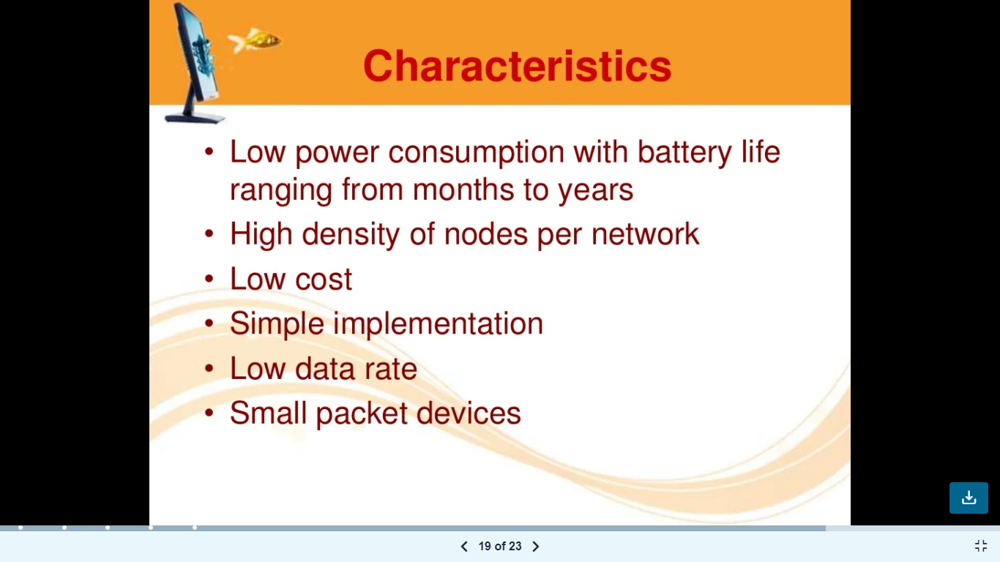 Characteristics
• Low power consumption with battery life
ranging from months to years
• High density of nodes per network
• Low cost
• Simple implementation
• Low data rate
• Small packet devices
19 of 23